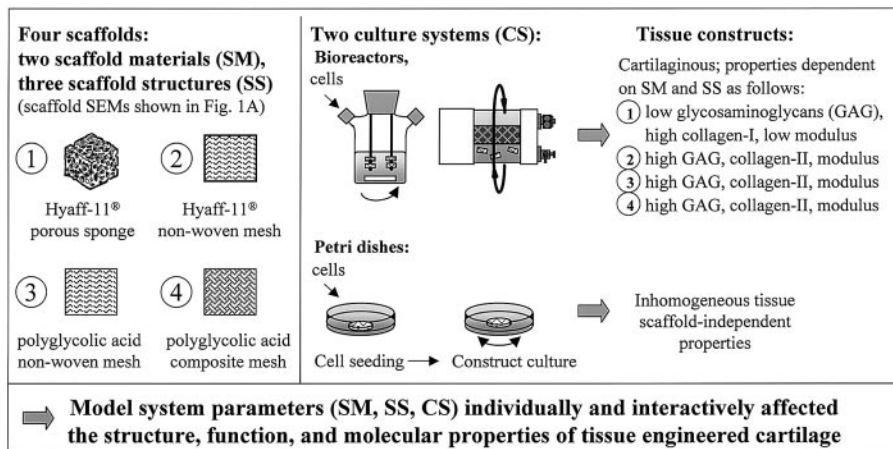 Four scaffolds:
two scaffold materials (SM),
three scaffold structures (SS)
(scaffold SEMs shown in Fig. 1A)
1
2
Hyaff-11®
porous sponge
Hyaff-11®
non-woven mesh
3
4
polyglycolic acid
non-woven mesh
polyglycolic acid
composite mesh
Two culture systems (CS):
Bioreactors,
cells
Petri dishes:
cells
Cell seeding
Construct culture
Tissue constructs:
Cartilaginous; properties dependent
on SM and SS as follows:
1 low glycosaminoglycans (GAG),
high collagen-I, low modulus
2 high GAG, collagen-II, modulus
3 high GAG, collagen-II, modulus
4 high GAG, collagen-II, modulus
Inhomogeneous tissue
scaffold-independent
properties
Model system parameters (SM, SS, CS) individually and interactively affected
the structure, function, and molecular properties of tissue engineered cartilage